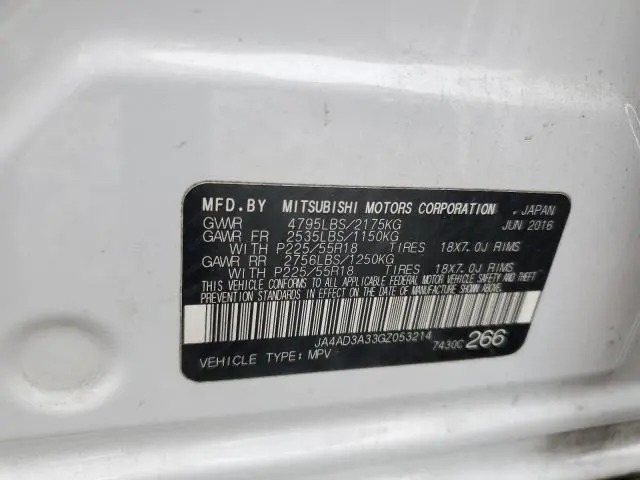 MFD. BY MITSUBISHI MOTORS CORPORATION . JAPAN
GVWR 4795LBS/2175KG JUN 2016
GAWR FR 2535LBS/1150KG
WITH P225/55R18 TIRES 18X7.0J RIMS
GAWR RR 2756LBS/1250KG
WITH P225/55R18 TIRES 18X7.0J RIMS
THIS VEHICLE CONFORMS TO ALL APPLICABLE FEDERAL MOTOR VEHICLE SAFETY AND THEFT
PREVENTION STANDARDS IN EFFECT ON THE DATE OF MANUFACTURE SHOWN ABOVE.
JA4AD3A33GZ053214
VEHICLE TYPE: MPV 7430C 266